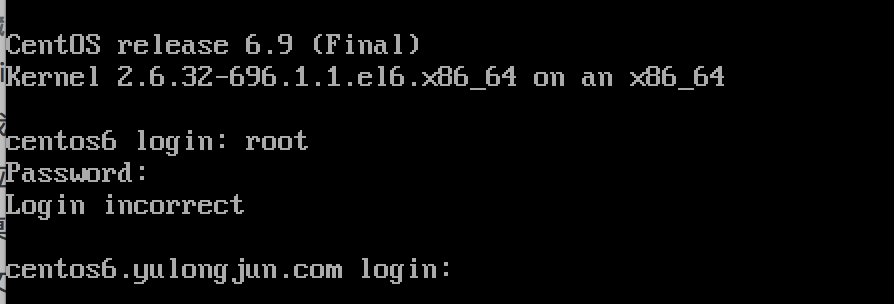 CentOS release 6.9 (Final)
Kernel 2.6.32-696.1.1.el6.x86_64 on an x86_64
centos6 login: root
Password:
Login incorrect
centos6.yulongjun.com login: